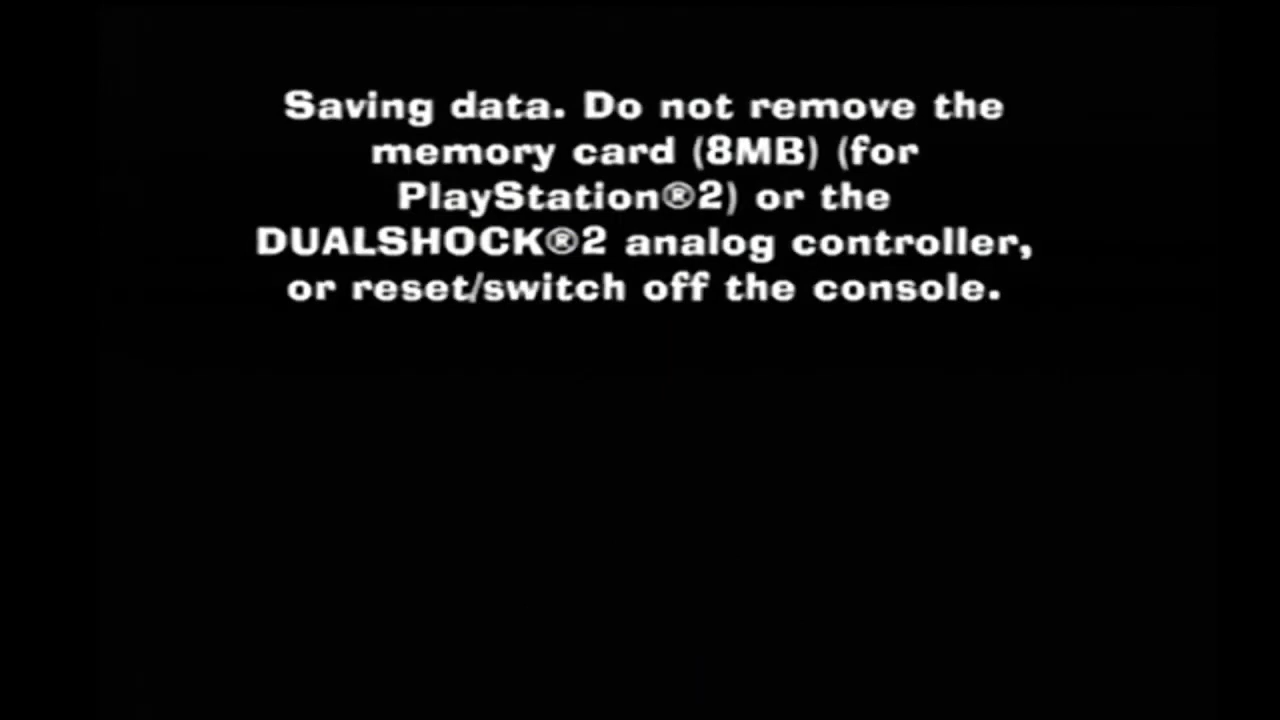 Saving data. Do not remove the
memory card (8MB) (for
PlayStation®2) or the
DUALSHOCK®2 analog controller,
or reset/switch off the console.